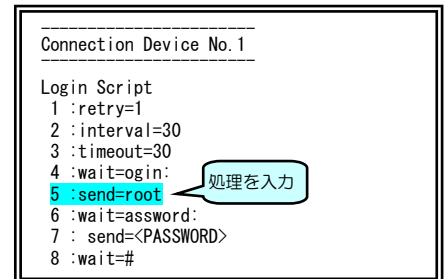 Connection Device No.1
Login Script
1 :retry=1
2 :interval=30
3 :timeout=30
4 :wait=ogin:
5 :send=root
処理を入力
6 :wait=assword:
7 : send=<PASSWORD>
8 :wait=#